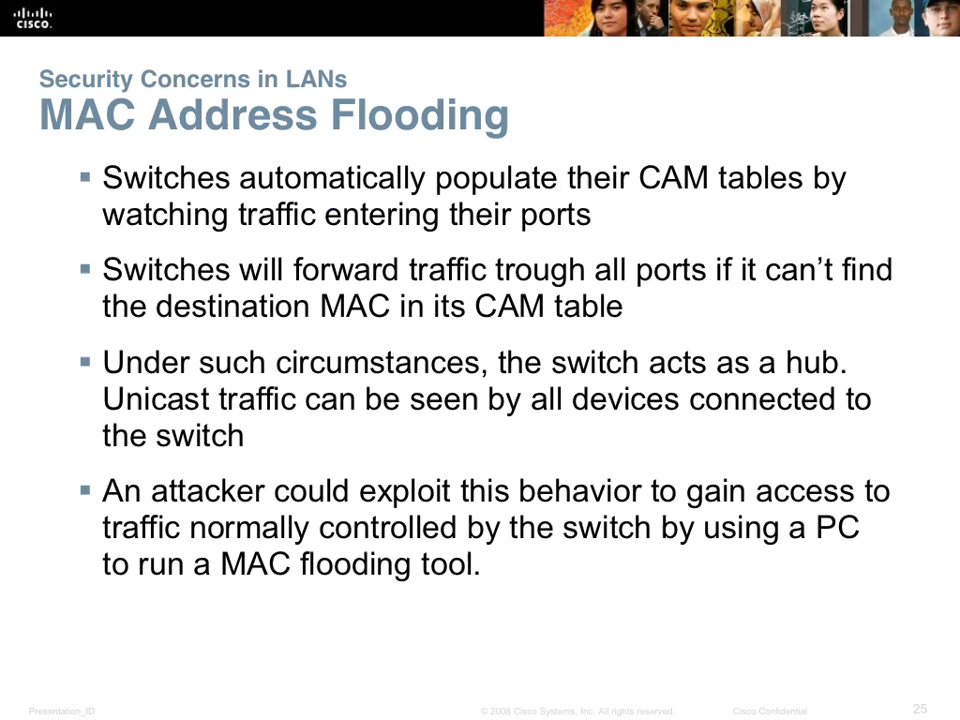 CISCO
Security Concerns in LANs
MAC Address Flooding
▪ Switches automatically populate their CAM tables by
watching traffic entering their ports
▪ Switches will forward traffic trough all ports if it can’t find
the destination MAC in its CAM table
▪ Under such circumstances, the switch acts as a hub.
Unicast traffic can be seen by all devices connected to
the switch
▪ An attacker could exploit this behavior to gain access to
traffic normally controlled by the switch by using a PC
to run a MAC flooding tool.
Presentation_ID © 2008 Cisco Systems, Inc. All rights reserved. Cisco Confidential 25